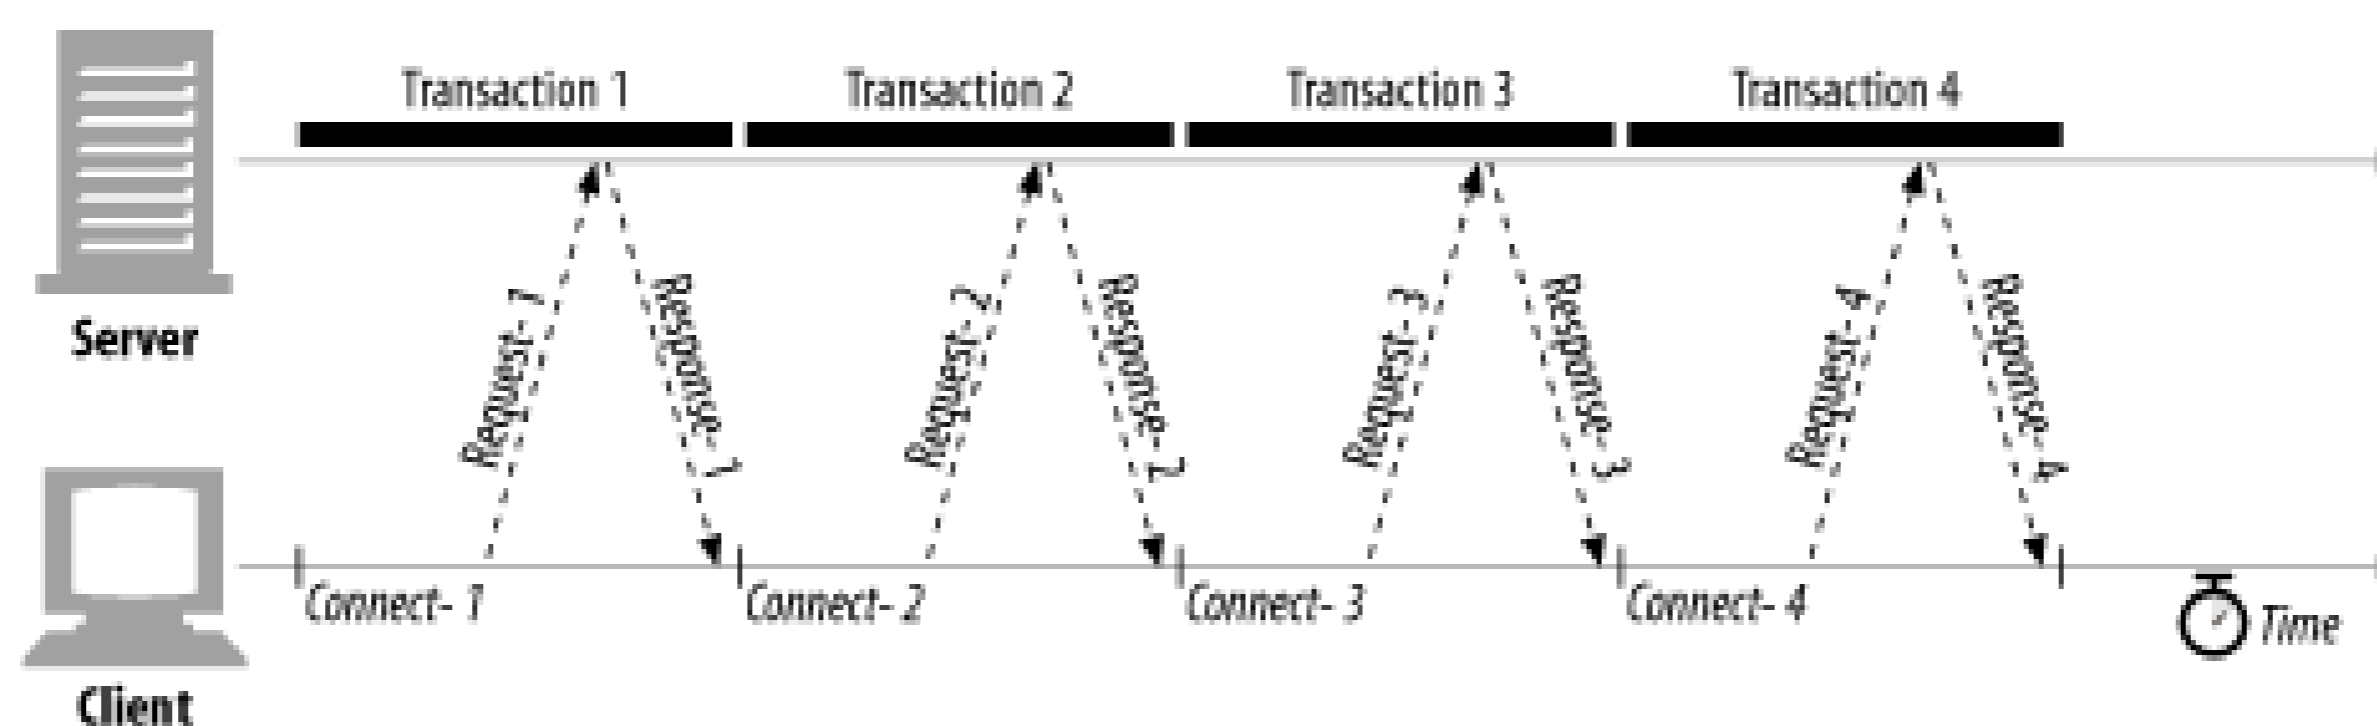 Transaction 1
Transaction 2
Transaction 3
Transaction 4
Server
Request- 1
Response- 1
Request- 2
Response- 2
Request- 3
Response- 3
Request- 4
Response- 4
Connect- 1
Connect- 2
Connect- 3
Connect- 4
Time
Client